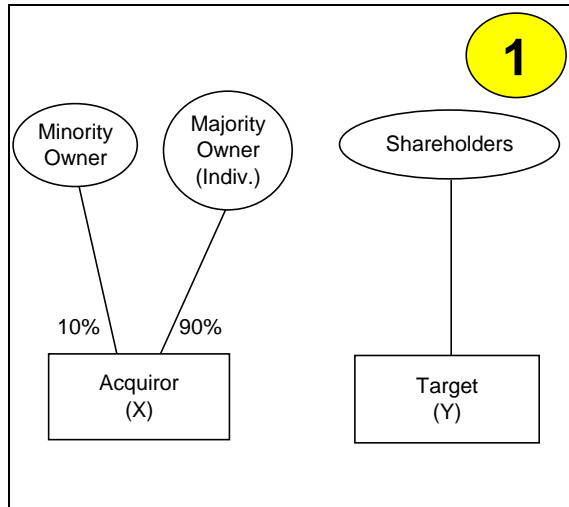 1
Minority
Owner
Majority
Owner
(Indiv.)
Shareholders
10%
90%
Acquiror
(X)
Target
(Y)